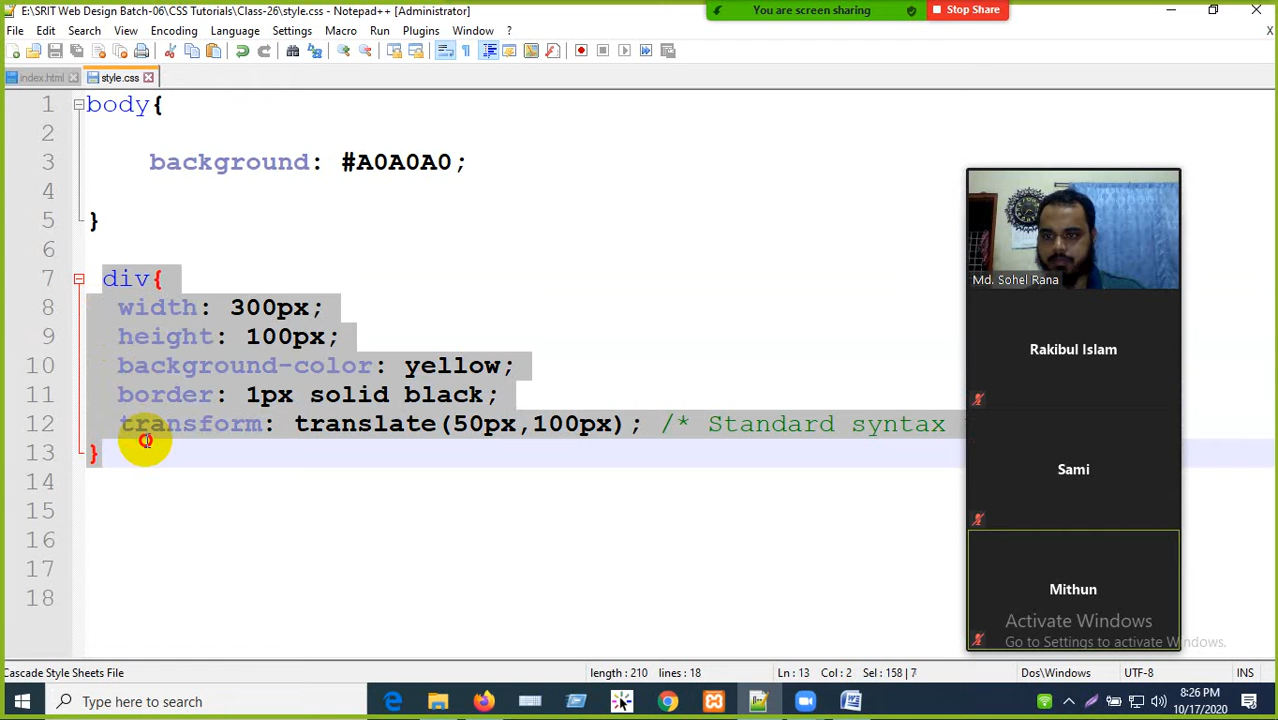 E:\SRIT Web Design Batch-06\CSS Tutorials\Class-26\style.css - Notepad++ [Administrator]
You are screen sharing
Stop Share
File Edit Search View Encoding Language Settings Macro Run Plugins Window ? X
index.html style.css
1 body{
2
3 background: #A0A0A0;
4
5 }
6
7 div{
8 width: 300px;
9 height: 100px;
10 background-color: yellow;
11 border: 1px solid black;
12 transform: translate(50px,100px); /* Standard syntax
13 }
14
15
16
17
18
Md. Sohel Rana
Rakibul Islam
Sami
Mithun
Activate Windows
Go to Settings to activate Windows.
Cascade Style Sheets File length : 210 lines : 18 Ln : 13 Col : 2 Sel : 158 | 7 Dos\Windows UTF-8 INS
Type here to search
8:26 PM
10/17/2020